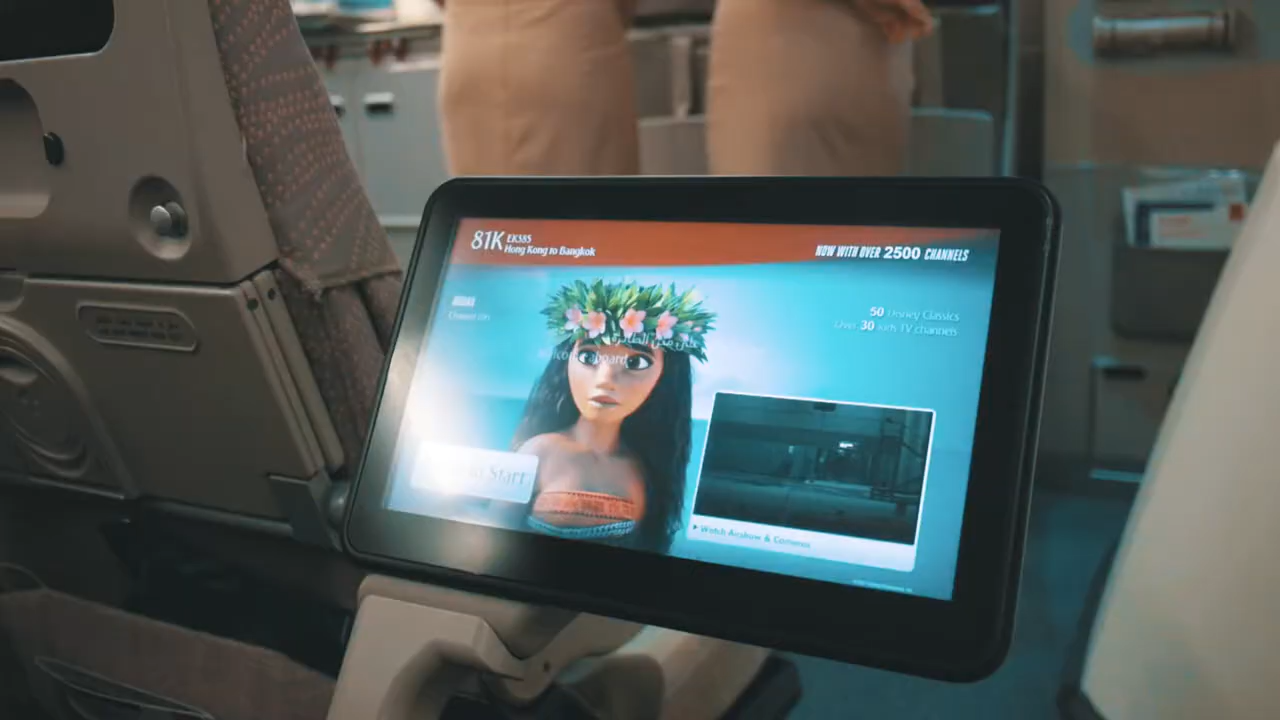 81K EK385
Hong Kong to Bangkok
NOW WITH OVER 2500 CHANNELS
50 Disney Classics
Over 30 kids TV channels
aboard
Start
Watch Airshow & Cameras